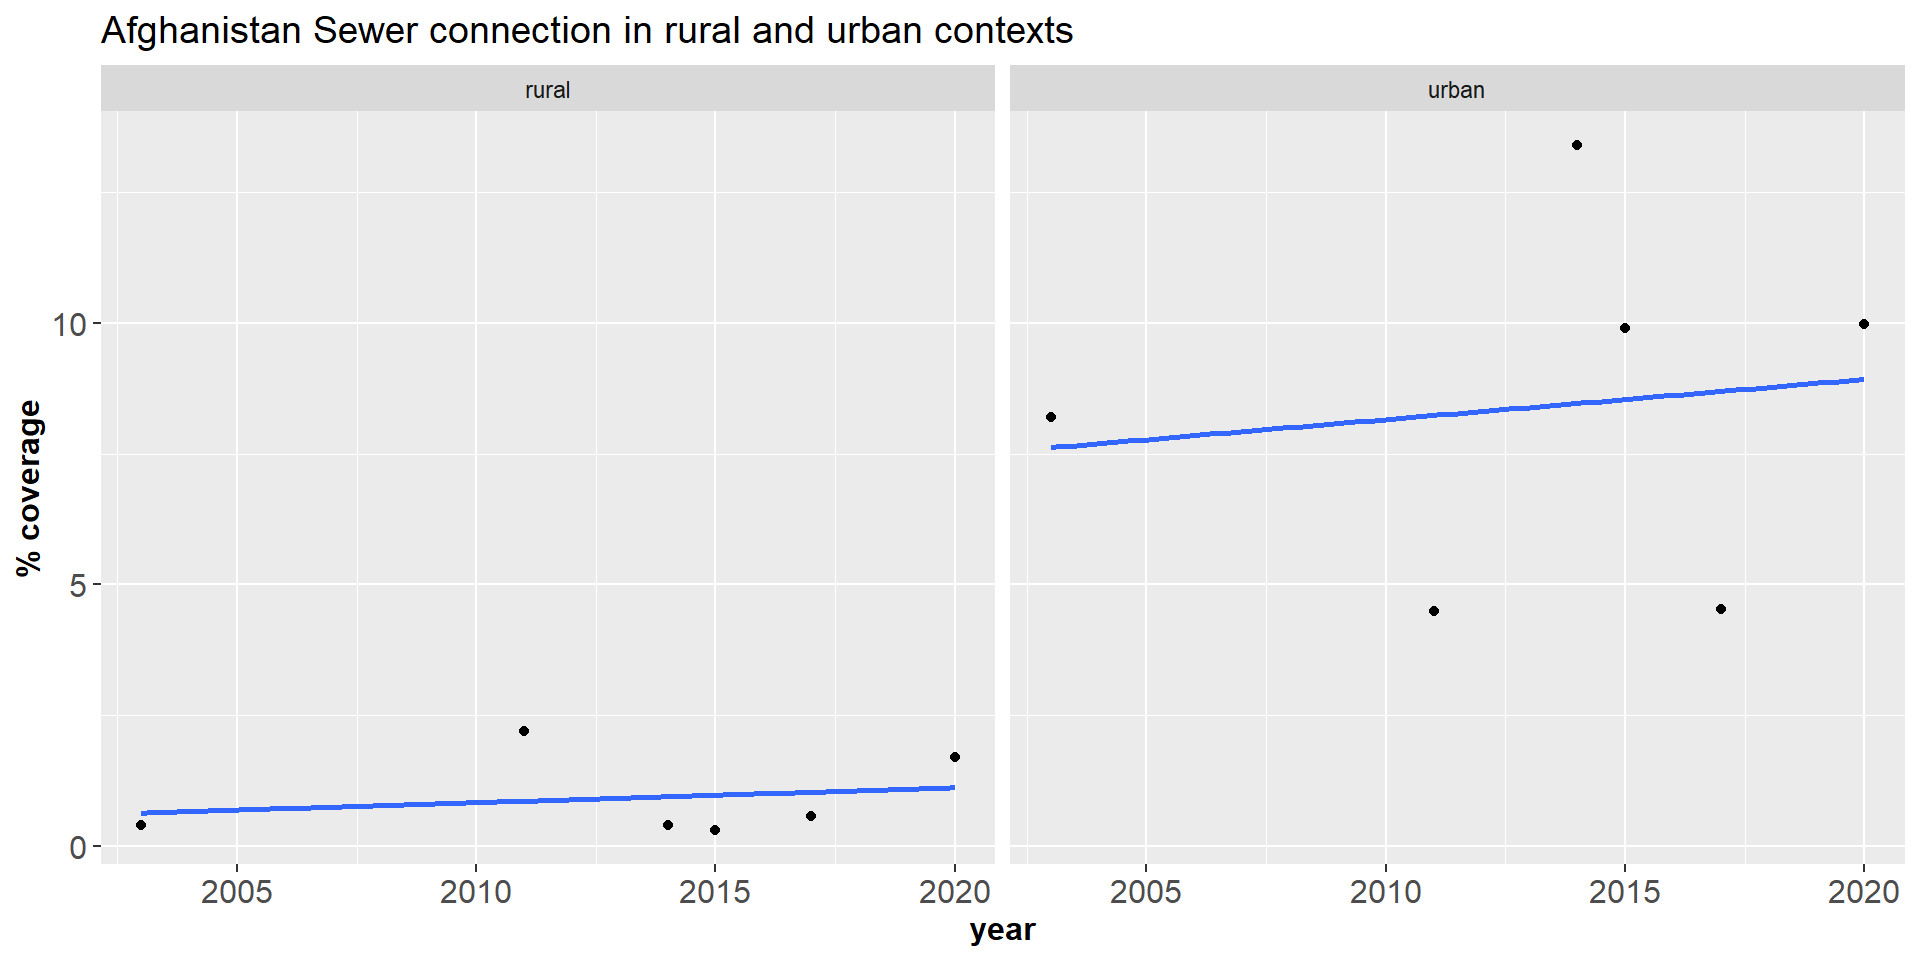 Afghanistan Sewer connection in rural and urban contexts
rural
urban
% coverage
10
5
0
2005 2010 2015 2020
2005 2010 2015 2020
year